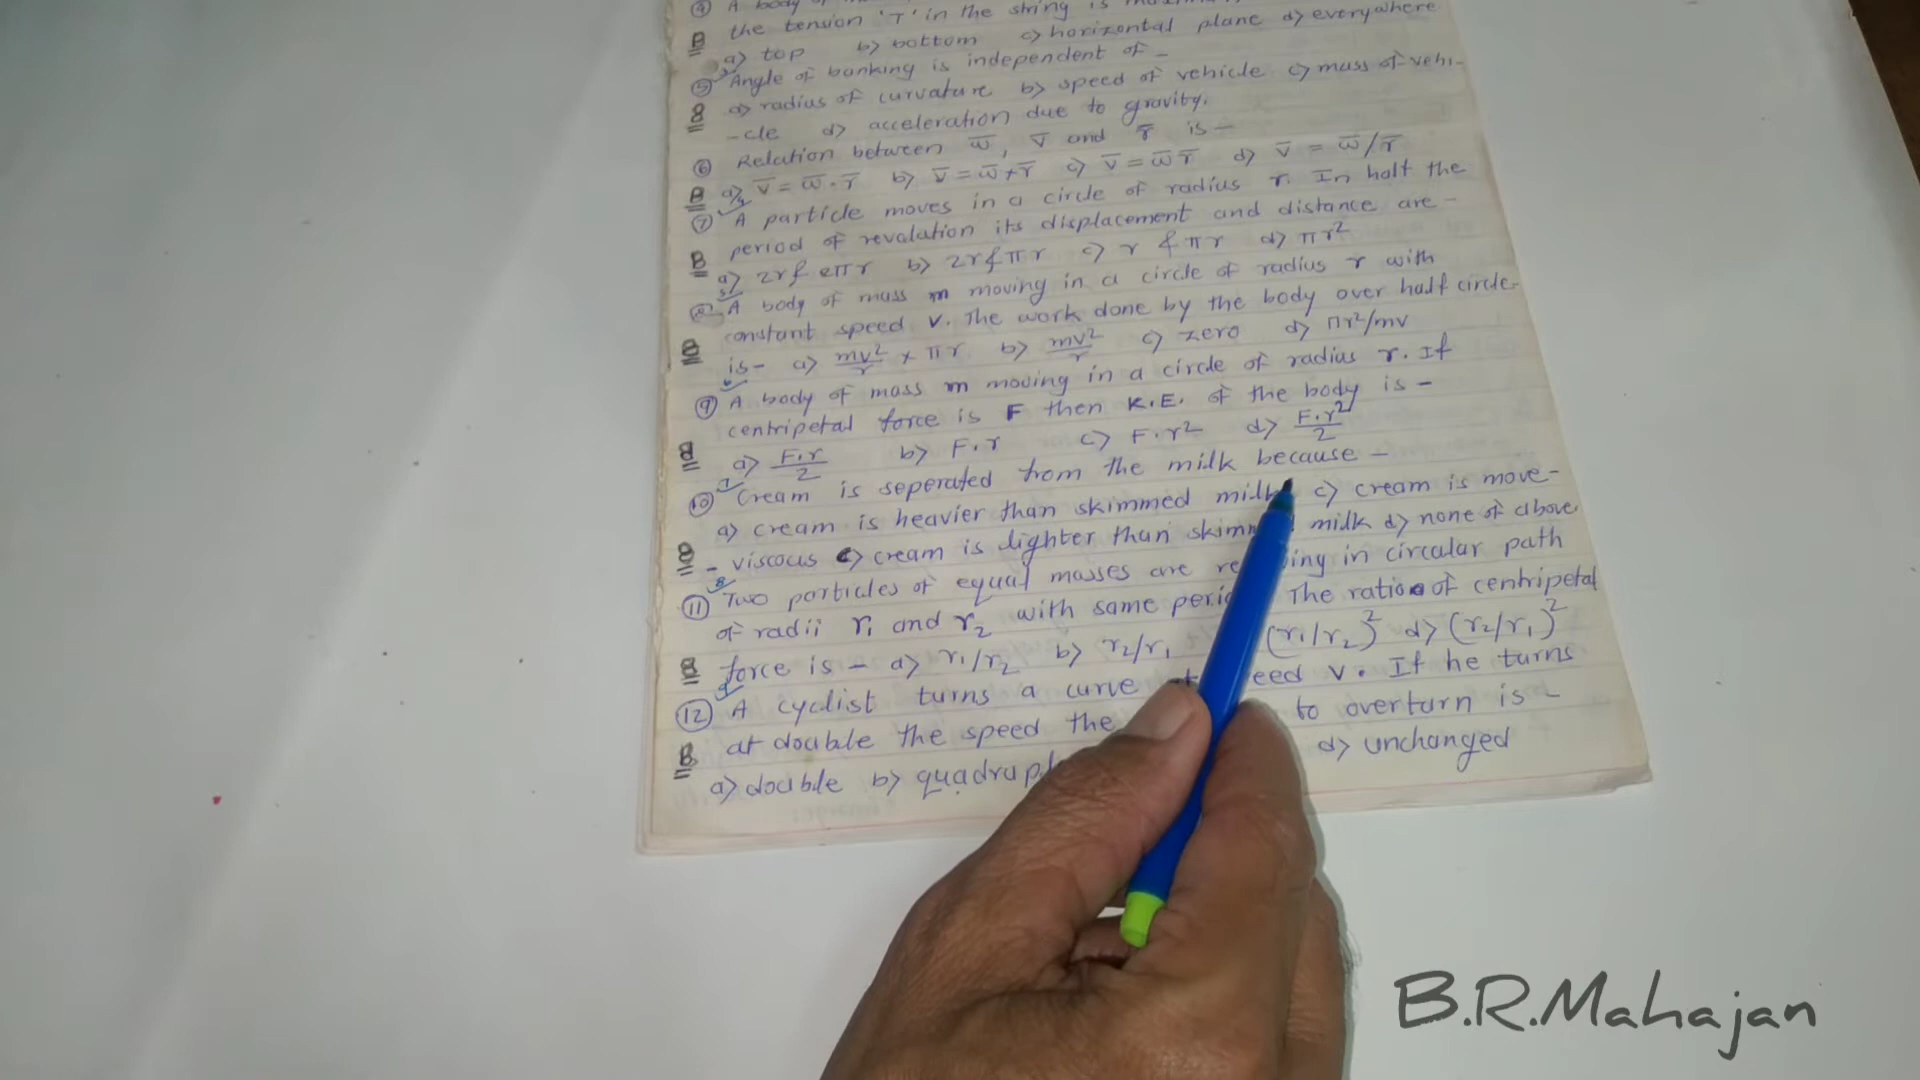 ④ A body
the tension 'T' in the string is
B a) top b) bottom c) horizontal plane d) everywhere
⑤ Angle of banking is independent of -
B a) radius of curvature b) speed of vehicle c) mass of vehi-
-cle d) acceleration due to gravity.
⑥ Relation between ω̅, v̅ and r̅ is -
B a) v̅ = ω̅ · r̅ b) v̅ = ω̅ × r̅ c) v̅ = ω̅ r̅ d) v̅ = ω̅/r̅
⑦ A particle moves in a circle of radius r. In half the
period of revalation its displacement and distance are -
B a) 2r & 2πr b) 2r & πr c) r & πr d) πr²
⑧ A body of mass m moving in a circle of radius r with
constant speed v. The work done by the body over half circle
B is - a) mv²/r × πr b) mv²/r c) zero d) πr²/mv
⑨ A body of mass m moving in a circle of radius r. If
centripetal force is F then K.E. of the body is -
B a) F.r/2 b) F.r c) F.r² d) F.r²/2
⑩ Cream is seperated from the milk because -
a) cream is heavier than skimmed milk c) cream is move-
B - viscous c) cream is lighter than skimm milk d) none of above.
⑪ Two particles of equal masses are re ing in circular path
of radii r₁ and r₂ with same perio The ratio of centripetal
B force is - a) r₁/r₂ b) r₂/r₁ (r₁/r₂)² d) (r₂/r₁)²
⑫ A cyclist turns a curve eed v. If he turns
at double the speed the to overturn is -
B a) double b) quadrupl d) unchanged
B.R.Mahajan